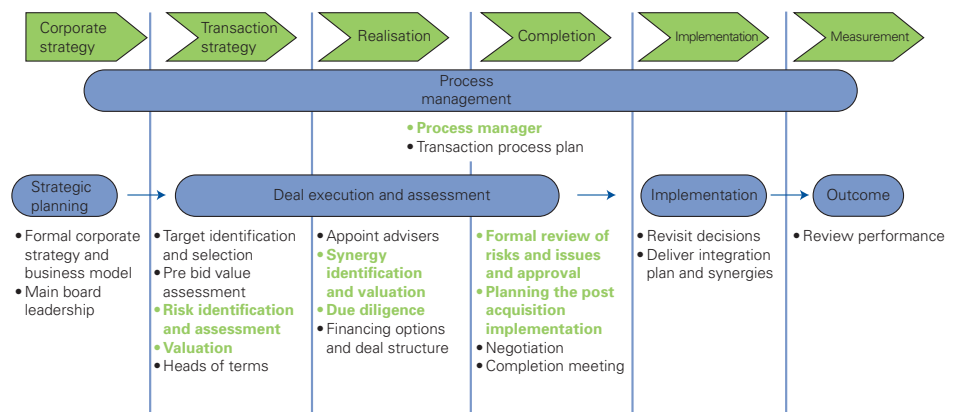 Corporate
strategy
Transaction
strategy
Realisation
Completion
Implementation
Measurement
Process
management
• Process manager
• Transaction process plan
Strategic
planning
Deal execution and assessment
Implementation
Outcome
• Formal corporate
strategy and
business model
• Main board
leadership
• Target identification
and selection
• Pre bid value
assessment
• Risk identification
and assessment
• Valuation
• Heads of terms
• Appoint advisers
• Synergy
identification
and valuation
• Due diligence
• Financing options
and deal structure
• Formal review of
risks and issues
and approval
• Planning the post
acquisition
implementation
• Negotiation
• Completion meeting
• Revisit decisions
• Deliver integration
plan and synergies
• Review performance